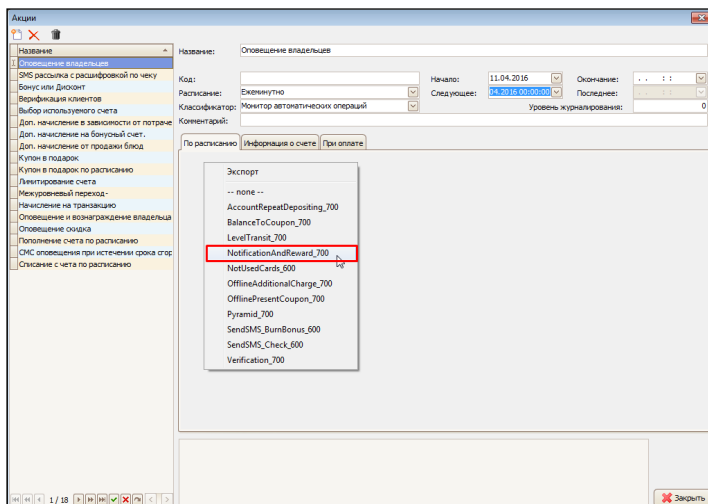 Акции
Название
Оповещение владельцев
SMS рассылка с расшифровкой по чеку
Бонус или Дисконт
Верификация клиентов
Выбор используемого счета
Доп. начисление в зависимости от потраче
Доп. начисление на бонусный счет.
Доп. начисление от продажи блюд
Купон в подарок
Купон в подарок по расписанию
Лимитирование счета
Межуровневый переход-
Начисление на транзакцию
Оповещение и вознаграждение владельца
Оповещение скидка
Пополнение счета по расписанию
СМС оповещения при истечении срока сгор
Списание с чета по расписанию
1 / 18
Название: Оповещение владельцев
Код: Начало: 11.04.2016 Окончание: . . : :
Расписание: Ежеминутно Следующее: 04.2016 00:00:00 Последнее: . . : :
Классификатор: Монитор автоматических операций Уровень журналирования: 0
Комментарий:
По расписанию Информация о счете При оплате
Экспорт
-- none --
AccountRepeatDepositing_700
BalanceToCoupon_700
LevelTransit_700
NotificationAndReward_700
NotUsedCards_600
OfflineAdditionalCharge_700
OfflinePresentCoupon_700
Pyramid_700
SendSMS_BurnBonus_600
SendSMS_Check_600
Verification_700
Закрыть